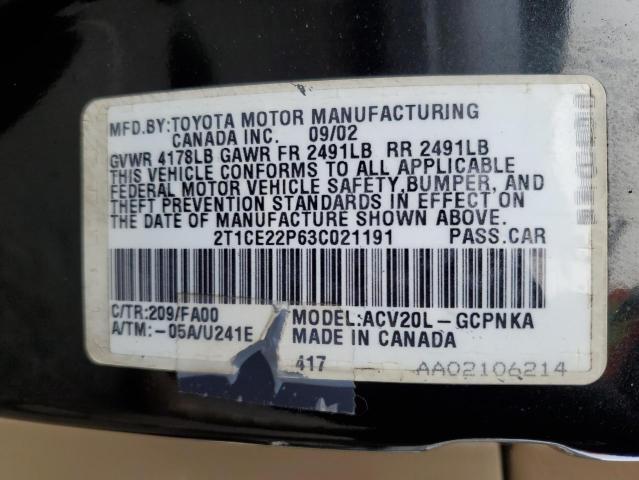 MFD.BY:TOYOTA MOTOR MANUFACTURING
CANADA INC. 09/02
GVWR 4178LB GAWR FR 2491LB RR 2491LB
THIS VEHICLE CONFORMS TO ALL APPLICABLE
FEDERAL MOTOR VEHICLE SAFETY,BUMPER, AND
THEFT PREVENTION STANDARDS IN EFFECT ON
THE DATE OF MANUFACTURE SHOWN ABOVE.
2T1CE22P63C021191 PASS.CAR
C/TR:209/FA00 MODEL:ACV20L-GCPNKA
A/TM:-05A/U241E MADE IN CANADA
417
AA02106214